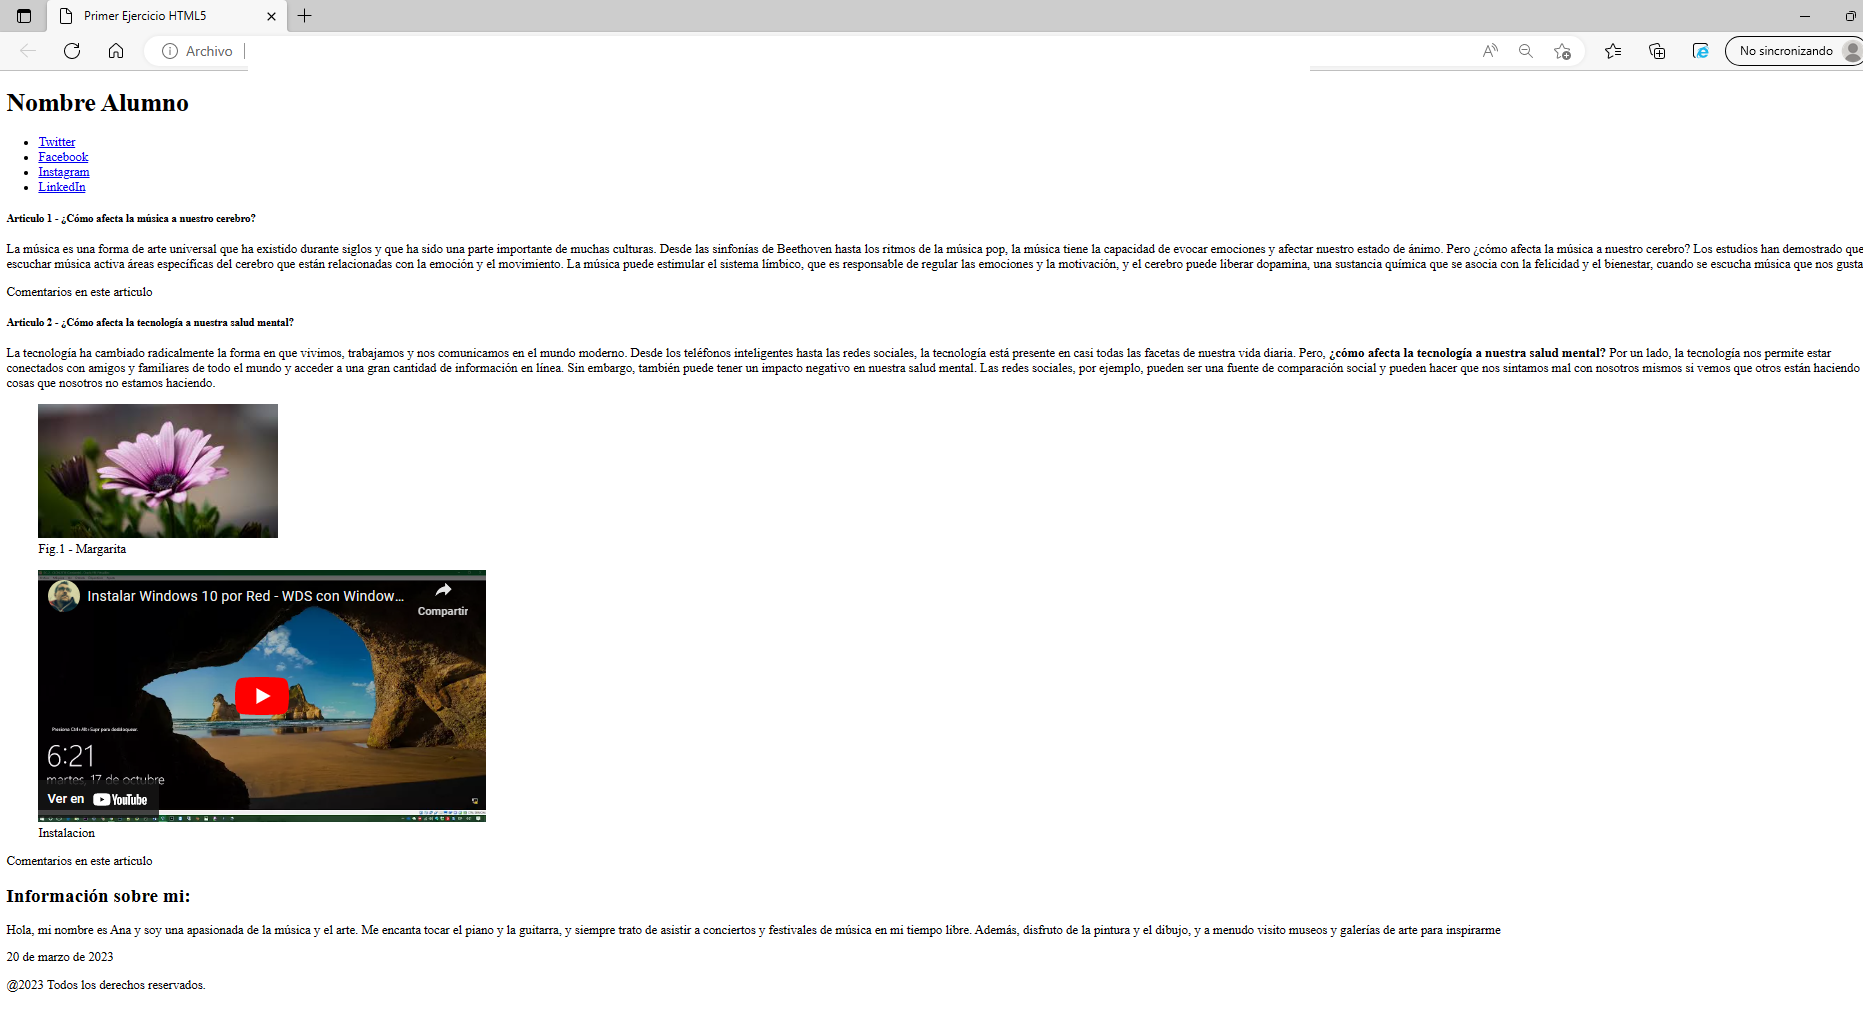 Primer Ejercicio HTML5
Archivo
No sincronizando
Nombre Alumno
Twitter
Facebook
Instagram
LinkedIn
Articulo 1 - ¿Cómo afecta la música a nuestro cerebro?
La música es una forma de arte universal que ha existido durante siglos y que ha sido una parte importante de muchas culturas. Desde las sinfonías de Beethoven hasta los ritmos de la música pop, la música tiene la capacidad de evocar emociones y afectar nuestro estado de ánimo. Pero ¿cómo afecta la música a nuestro cerebro? Los estudios han demostrado que
escuchar música activa áreas específicas del cerebro que están relacionadas con la emoción y el movimiento. La música puede estimular el sistema límbico, que es responsable de regular las emociones y la motivación, y el cerebro puede liberar dopamina, una sustancia química que se asocia con la felicidad y el bienestar, cuando se escucha música que nos gusta
Comentarios en este articulo
Articulo 2 - ¿Cómo afecta la tecnología a nuestra salud mental?
La tecnología ha cambiado radicalmente la forma en que vivimos, trabajamos y nos comunicamos en el mundo moderno. Desde los teléfonos inteligentes hasta las redes sociales, la tecnología está presente en casi todas las facetas de nuestra vida diaria. Pero, ¿cómo afecta la tecnología a nuestra salud mental? Por un lado, la tecnología nos permite estar
conectados con amigos y familiares de todo el mundo y acceder a una gran cantidad de información en línea. Sin embargo, también puede tener un impacto negativo en nuestra salud mental. Las redes sociales, por ejemplo, pueden ser una fuente de comparación social y pueden hacer que nos sintamos mal con nosotros mismos si vemos que otros están haciendo
cosas que nosotros no estamos haciendo.
Fig.1 - Margarita
Instalar Windows 10 por Red - WDS con Window...
Compartir
Presiona Ctrl+Alt+Supr para desbloquear.
6:21
martes, 17 de octubre
Ver en YouTube
Instalacion
Comentarios en este articulo
Información sobre mi:
Hola, mi nombre es Ana y soy una apasionada de la música y el arte. Me encanta tocar el piano y la guitarra, y siempre trato de asistir a conciertos y festivales de música en mi tiempo libre. Además, disfruto de la pintura y el dibujo, y a menudo visito museos y galerías de arte para inspirarme
20 de marzo de 2023
@2023 Todos los derechos reservados.